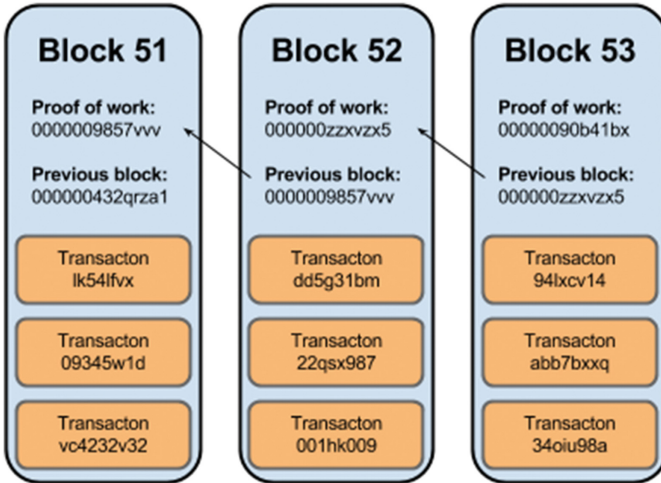 Block 51
Proof of work:
0000009857vvv
Previous block:
000000432qrza1
Transacton
lk54lfvx
Transacton
09345w1d
Transacton
vc4232v32
Block 52
Proof of work:
000000zzxvzx5
Previous block:
0000009857vvv
Transacton
dd5g31bm
Transacton
22qsx987
Transacton
001hk009
Block 53
Proof of work:
00000090b41bx
Previous block:
000000zzxvzx5
Transacton
94lxcv14
Transacton
abb7bxxq
Transacton
34oiu98a